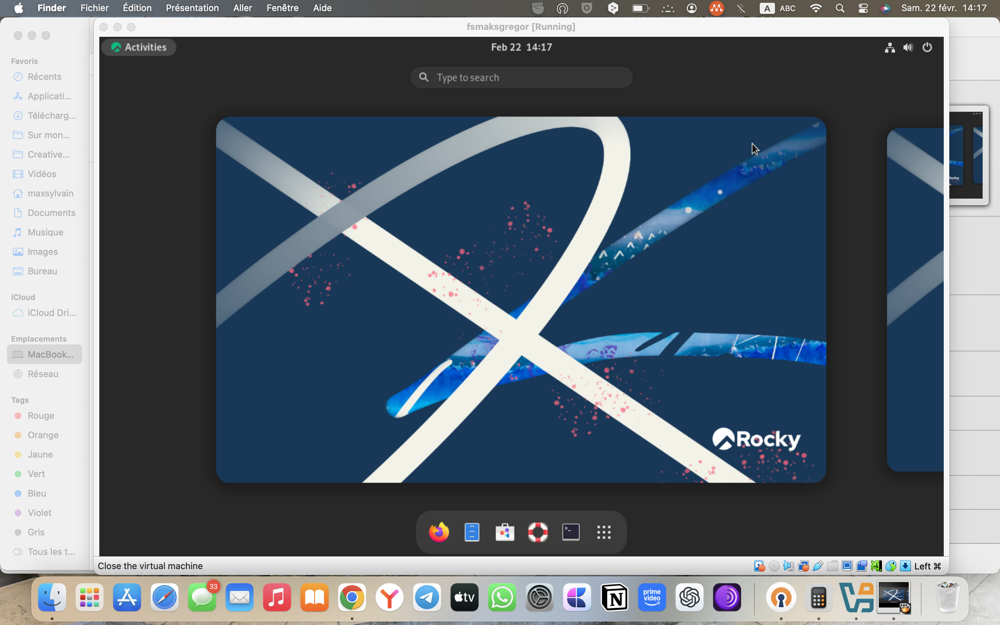 Finder Fichier Édition Présentation Aller Fenêtre Aide A ABC Sam. 22 févr. 14:17
fsmaksgregor [Running]
Activities Feb 22 14:17
Type to search
Favoris
Récents
Applicati...
Télécharg...
Sur mon...
Creative...
Vidéos
maxsylvain
Documents
Musique
Images
Bureau
iCloud
iCloud Dri...
Emplacements
MacBook...
Réseau
Tags
Rouge
Orange
Jaune
Vert
Bleu
Violet
Gris
Tous les t...
Rocky
Rocky
Close the virtual machine
Left ⌘
33
tv
N
prime
video
A64